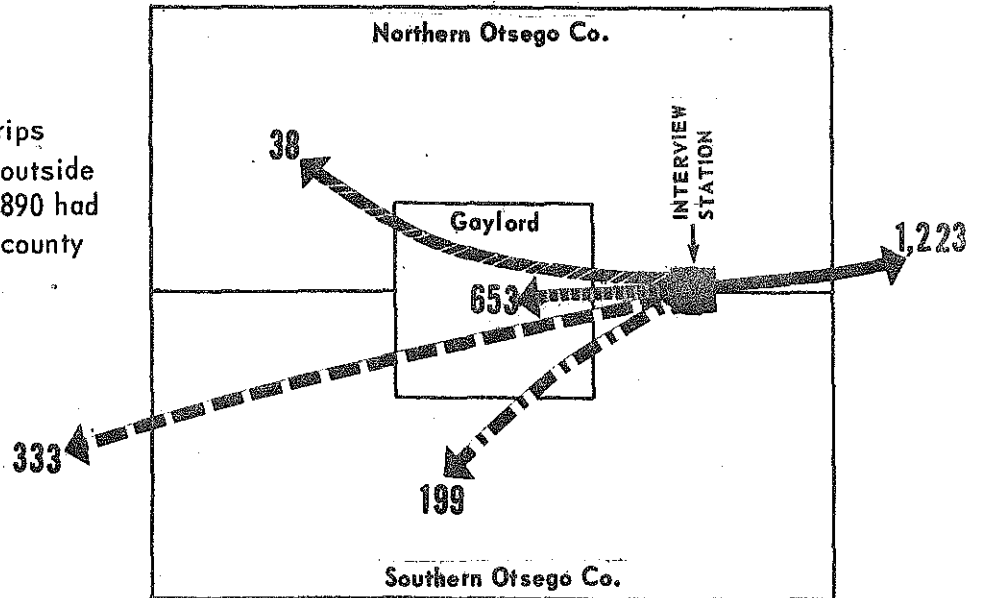 Northern Otsego Co.
rips
outside
890 had
county
38
INTERVIEW
STATION
Gaylord
1,223
653
333
199
Southern Otsego Co.